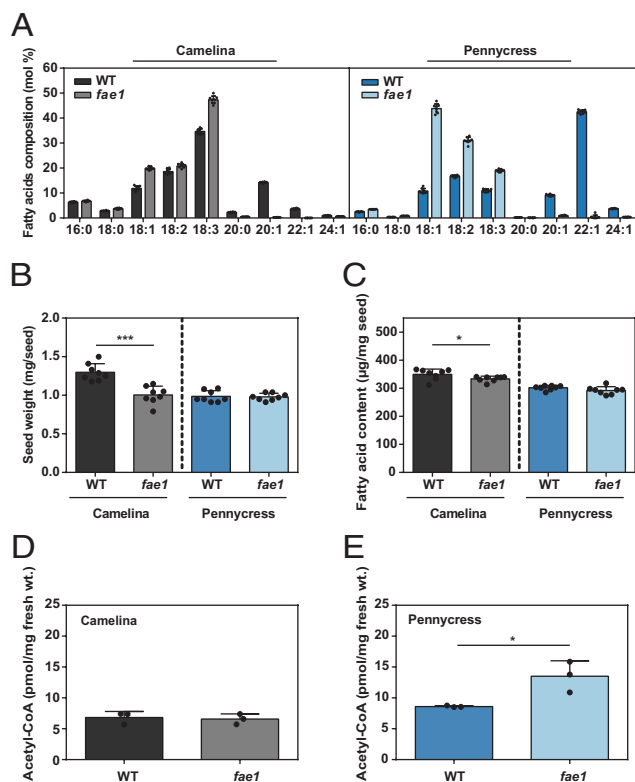 A
Camelina
Pennycress
Fatty acids composition (mol %)
60
50
40
30
20
10
0
WT
fae1
WT
fae1
16:0 18:0 18:1 18:2 18:3 20:0 20:1 22:1 24:1 16:0 18:0 18:1 18:2 18:3 20:0 20:1 22:1 24:1
B
Seed weight (mg/seed)
2.0
1.5
1.0
0.5
0.0
***
WT fae1 WT fae1
Camelina Pennycress
C
Fatty acid content (µg/mg seed)
500
400
300
200
100
0
*
WT fae1 WT fae1
Camelina Pennycress
D
Acetyl-CoA (pmol/mg fresh wt.)
25
20
15
10
5
0
Camelina
WT fae1
E
Acetyl-CoA (pmol/mg fresh wt.)
25
20
15
10
5
0
Pennycress
*
WT fae1